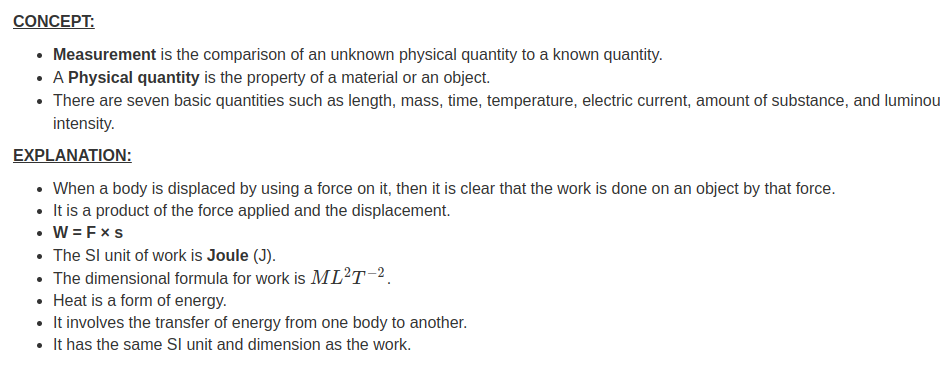 CONCEPT:
• Measurement is the comparison of an unknown physical quantity to a known quantity.
• A Physical quantity is the property of a material or an object.
• There are seven basic quantities such as length, mass, time, temperature, electric current, amount of substance, and luminou
intensity.
EXPLANATION:
• When a body is displaced by using a force on it, then it is clear that the work is done on an object by that force.
• It is a product of the force applied and the displacement.
• W = F × s
• The SI unit of work is Joule (J).
• The dimensional formula for work is ML²T⁻².
• Heat is a form of energy.
• It involves the transfer of energy from one body to another.
• It has the same SI unit and dimension as the work.